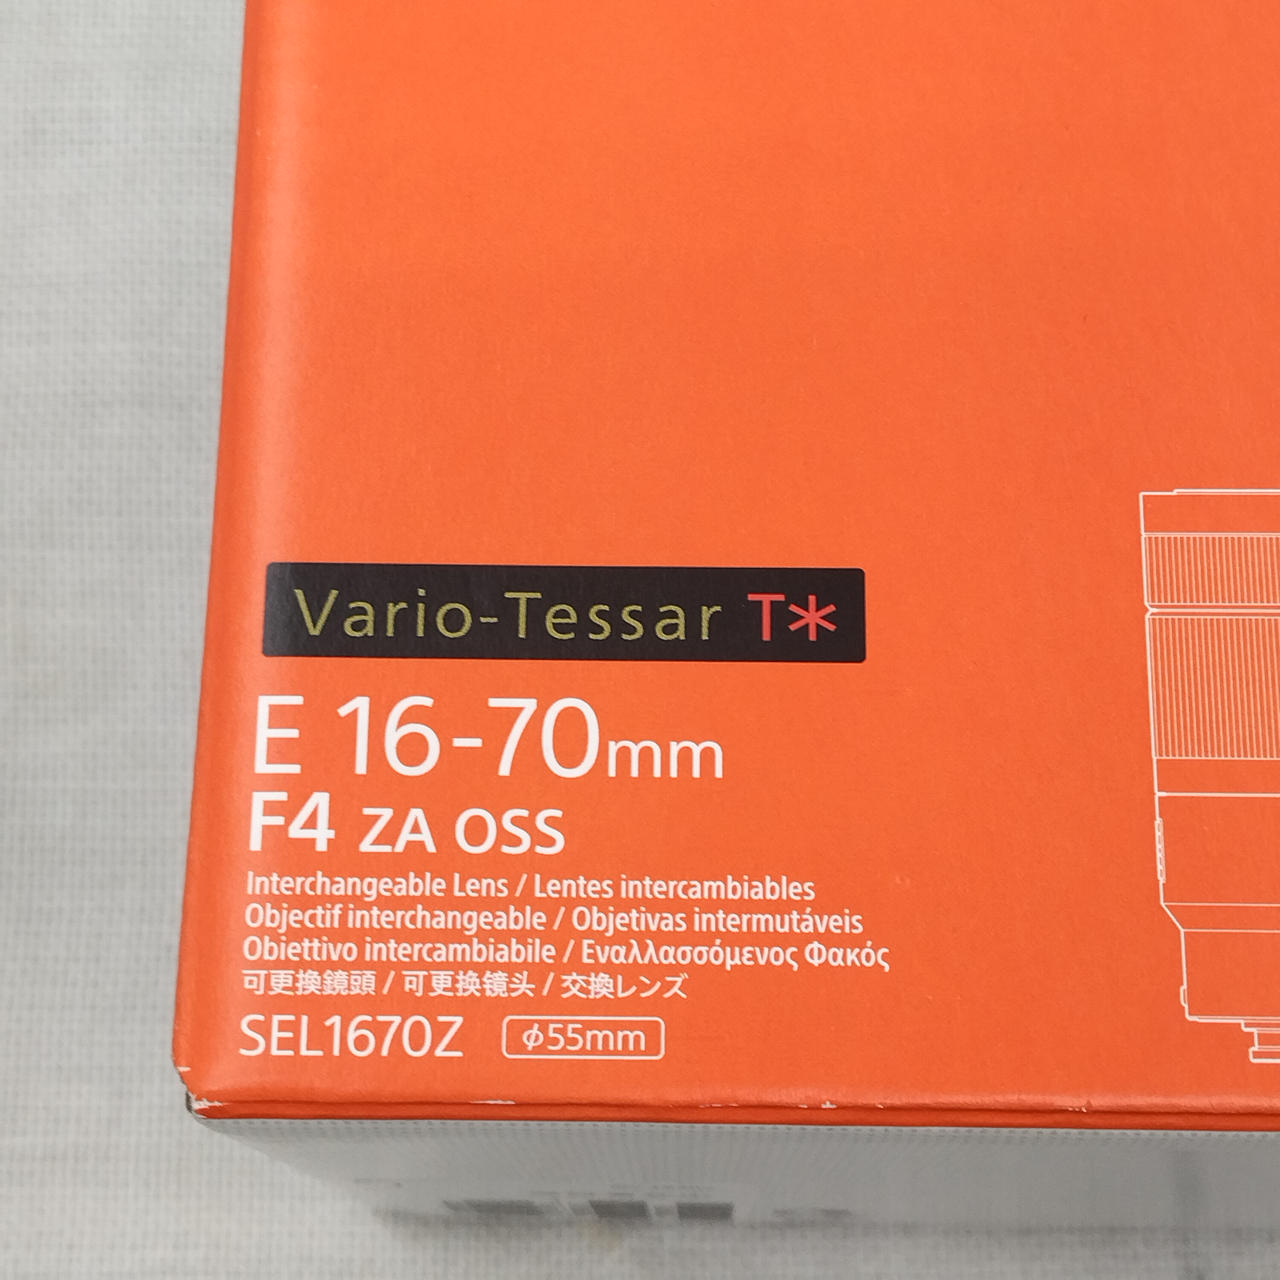 Vario-Tessar T*
E 16-70mm
F4 ZA OSS
Interchangeable Lens / Lentes intercambiables
Objectif interchangeable / Objetivas intermutáveis
Obiettivo intercambiabile / Εναλλασσόμενος Φακός
可更換鏡頭 / 可更换镜头 / 交換レンズ
SEL1670Z φ55mm